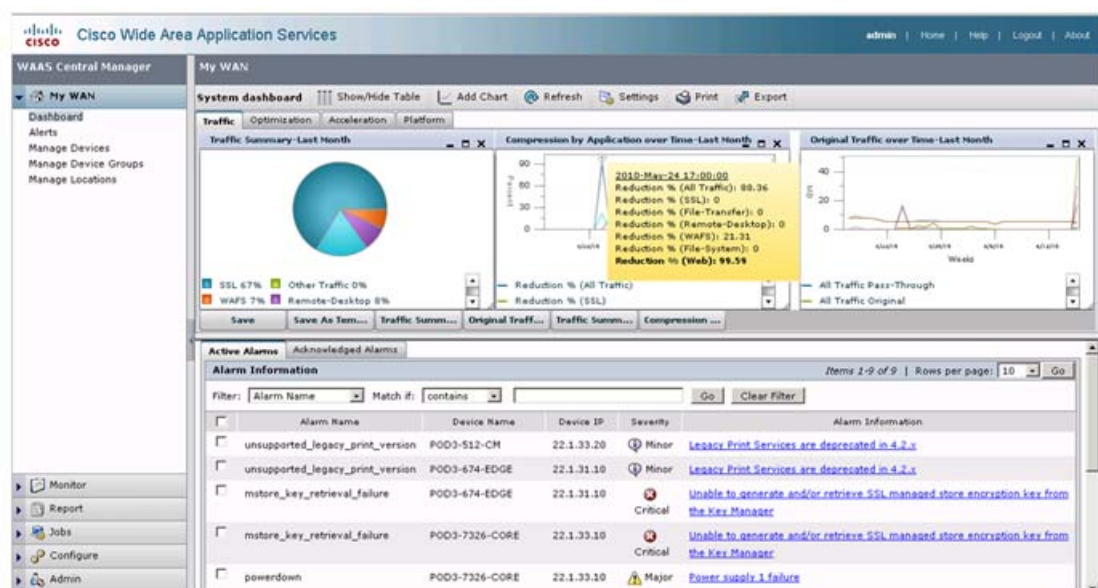 CISCO Cisco Wide Area Application Services
admin | Home | Help | Logout | About
WAAS Central Manager
My WAN
Dashboard
Alerts
Manage Devices
Manage Device Groups
Manage Locations
Monitor
Report
Jobs
Configure
Admin
My WAN
System dashboard Show/Hide Table Add Chart Refresh Settings Print Export
Traffic Optimization Acceleration Platform
Traffic Summary-Last Month
SSL 67% Other Traffic 0%
WAFS 7% Remote-Desktop 8%
Compression by Application over Time-Last Month
90
60
30
0
Percent
2010-May-24 17:00:00
Reduction % (All Traffic): 88.36
Reduction % (SSL): 0
Reduction % (File-Transfer): 0
Reduction % (Remote-Desktop): 0
Reduction % (WAFS): 21.31
Reduction % (File-System): 0
Reduction % (Web): 99.59
Reduction % (All Traffic)
Reduction % (SSL)
Original Traffic over Time-Last Month
40
20
0
Weeks
All Traffic Pass-Through
All Traffic Original
Save Save As Tem... Traffic Summ... Original Traff... Traffic Summ... Compression ...
Active Alarms Acknowledged Alarms
Alarm Information Items 1-9 of 9 | Rows per page: 10 Go
Filter: Alarm Name Match if: contains Go Clear Filter
Alarm Name Device Name Device IP Severity Alarm Information
unsupported_legacy_print_version POD3-512-CM 22.1.33.20 Minor Legacy Print Services are deprecated in 4.2.x
unsupported_legacy_print_version POD3-674-EDGE 22.1.31.10 Minor Legacy Print Services are deprecated in 4.2.x
mstore_key_retrieval_failure POD3-674-EDGE 22.1.31.10 Critical Unable to generate and/or retrieve SSL managed store encryption key from
the Key Manager
mstore_key_retrieval_failure POD3-7326-CORE 22.1.33.10 Critical Unable to generate and/or retrieve SSL managed store encryption key from
the Key Manager
powerdown POD3-7326-CORE 22.1.33.10 Major Power supply 1 failure